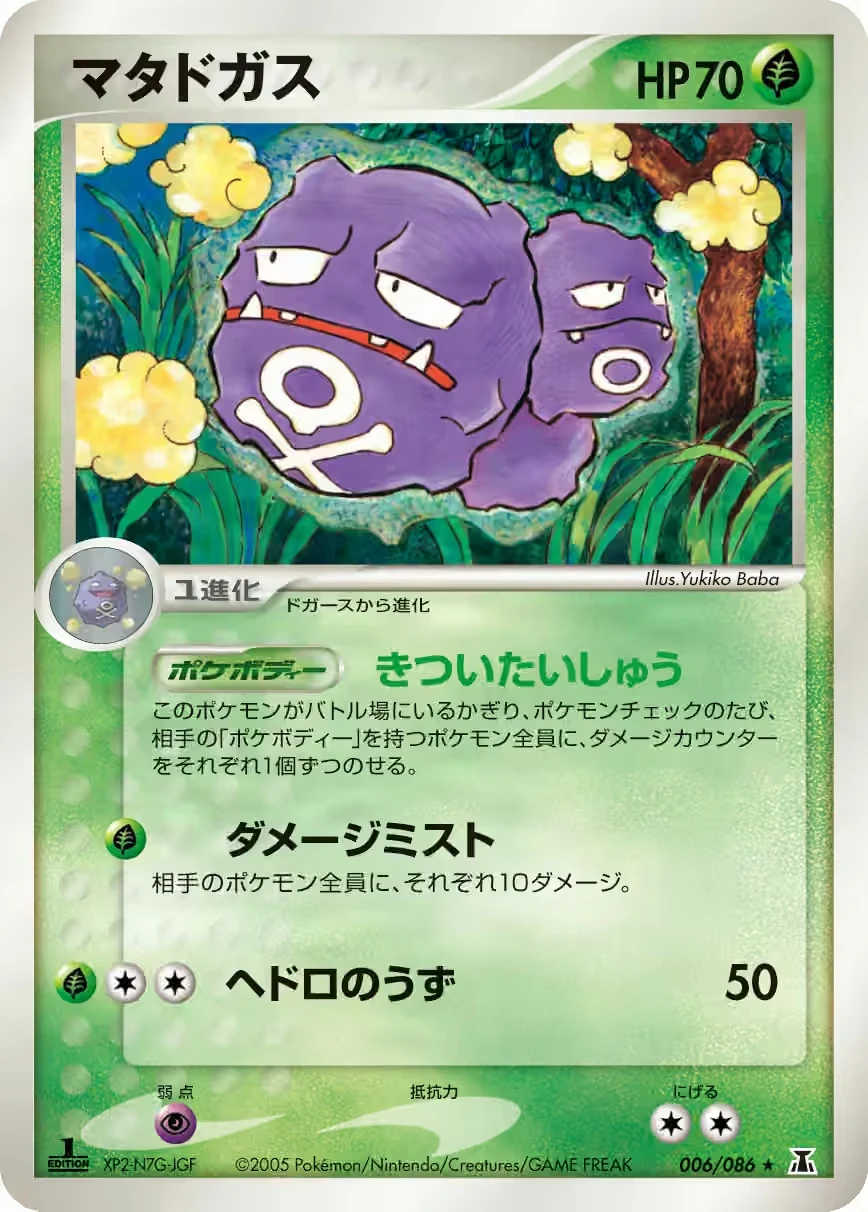 マタドガス HP70
Illus.Yukiko Baba
1進化
ドガースから進化
ポケボディー きついたいしゅう
このポケモンがバトル場にいるかぎり、ポケモンチェックのたび、
相手の「ポケボディー」を持つポケモン全員に、ダメージカウンター
をそれぞれ1個ずつのせる。
ダメージミスト
相手のポケモン全員に、それぞれ10ダメージ。
ヘドロのうず 50
弱点 抵抗力 にげる
1 EDITION XP2-N7G-JGF ©2005 Pokémon/Nintendo/Creatures/GAME FREAK 006/086 ★